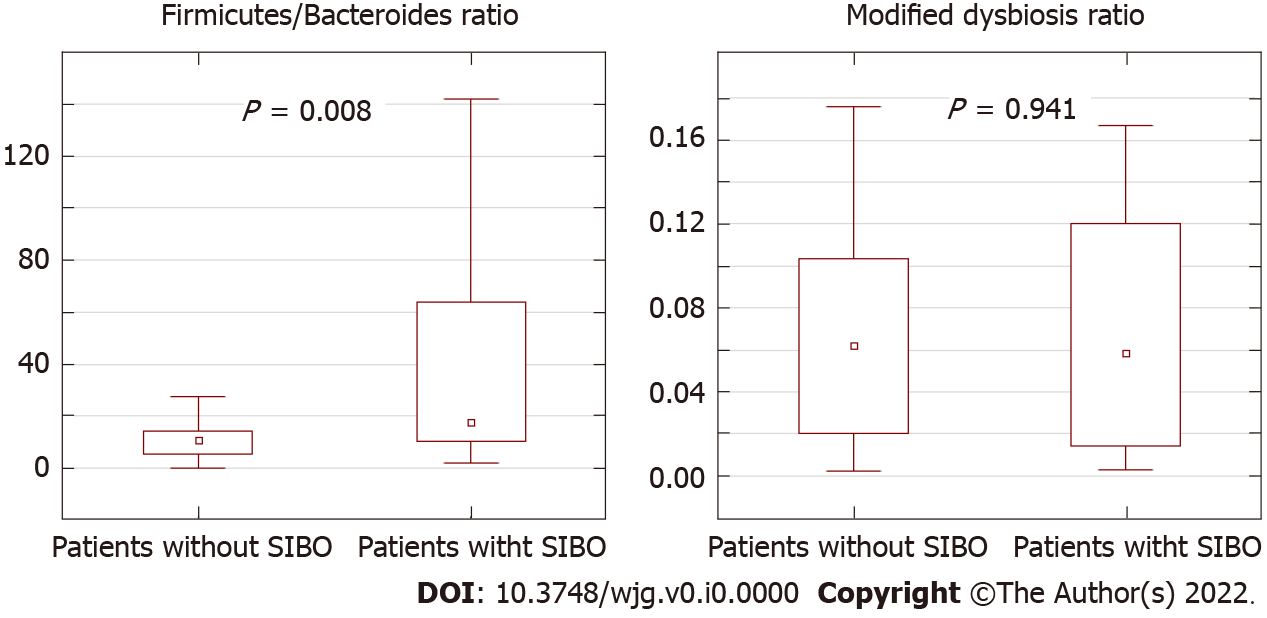 Firmicutes/Bacteroides ratio
P = 0.008
120
80
40
0
Patients without SIBO
Patients witht SIBO
Modified dysbiosis ratio
P = 0.941
0.16
0.12
0.08
0.04
0.00
Patients without SIBO
Patients witht SIBO
DOI: 10.3748/wjg.v0.i0.0000 Copyright ©The Author(s) 2022.